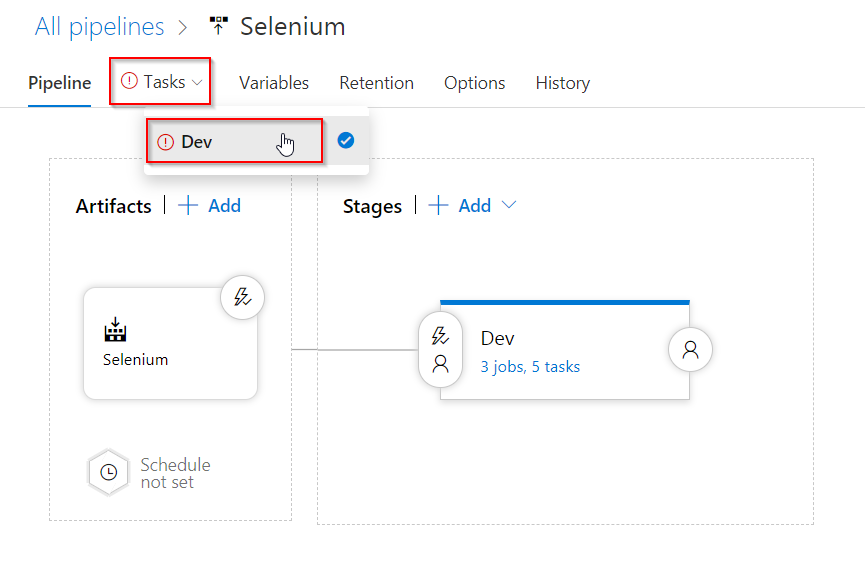 All pipelines > Selenium
Pipeline Tasks Variables Retention Options History
Dev
Artifacts | + Add
Stages | + Add
Selenium
Dev
3 jobs, 5 tasks
Schedule
not set